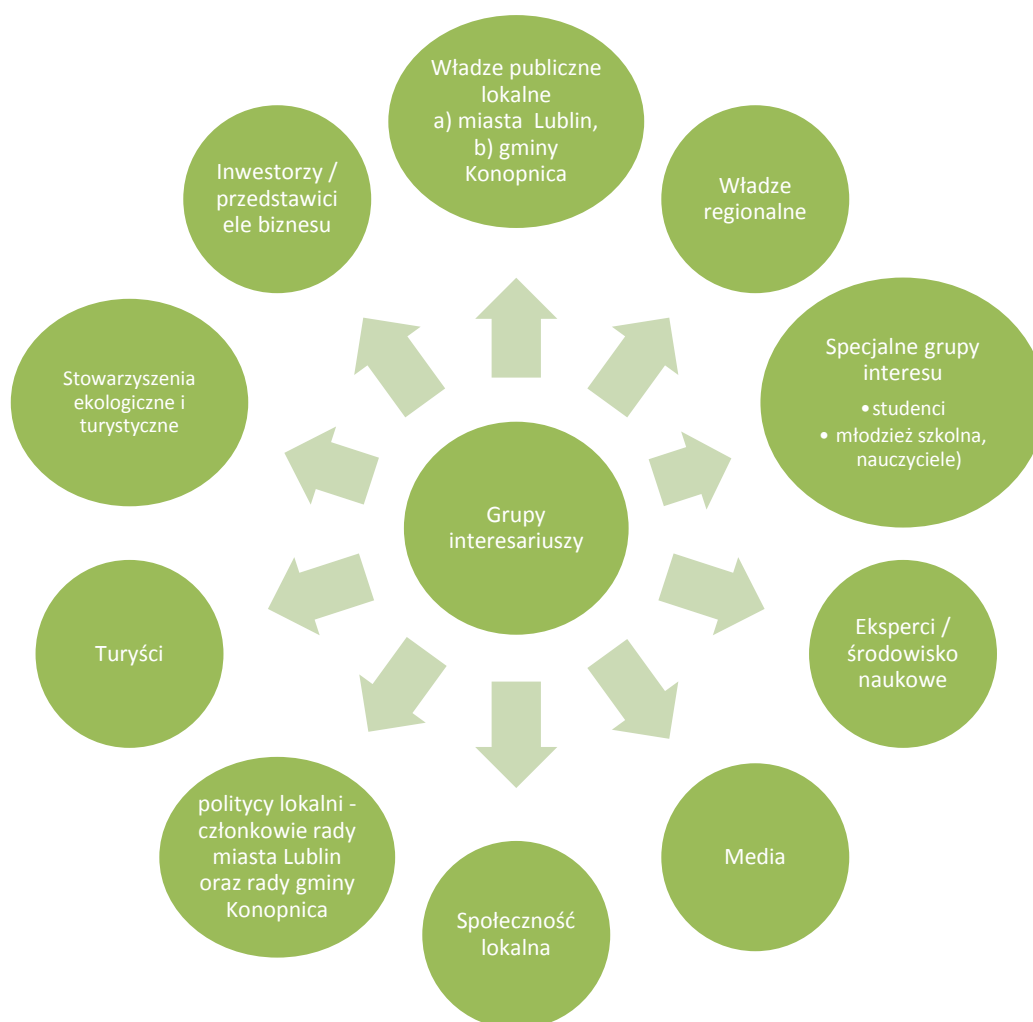 Władze publiczne
lokalne
a) miasta Lublin,
b) gminy
Konopnica
Władze
regionalne
Specjalne grupy
interesu
•studenci
• młodzież szkolna,
nauczyciele)
Eksperci /
środowisko
naukowe
Media
Społeczność
lokalna
politycy lokalni -
członkowie rady
miasta Lublin
oraz rady gminy
Konopnica
Turyści
Stowarzyszenia
ekologiczne i
turystyczne
Inwestorzy /
przedstawici
ele biznesu
Grupy
interesariuszy